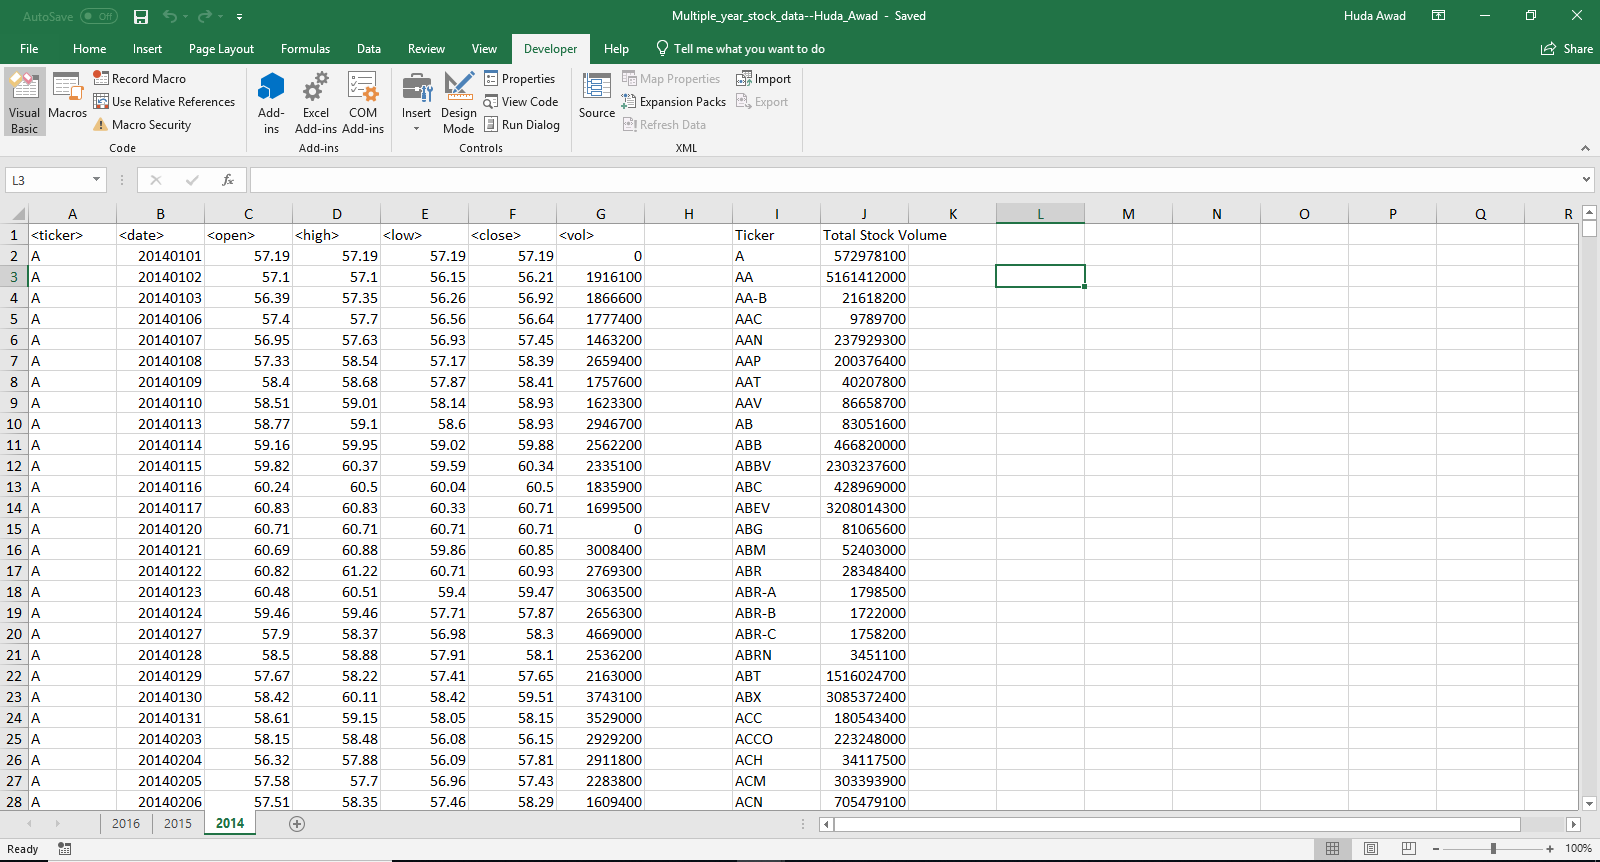 AutoSave Off Multiple_year_stock_data--Huda_Awad - Saved Huda Awad
File Home Insert Page Layout Formulas Data Review View Developer Help Tell me what you want to do Share
Visual Basic
Macros
Record Macro
Use Relative References
Macro Security
Code
Add-ins
Excel Add-ins
COM Add-ins
Add-ins
Insert
Design Mode
Properties
View Code
Run Dialog
Controls
Source
Map Properties
Expansion Packs
Refresh Data
Import
Export
XML
L3 fx
A B C D E F G H I J K L M N O P Q R
1 <ticker> <date> <open> <high> <low> <close> <vol> Ticker Total Stock Volume
2 A 20140101 57.19 57.19 57.19 57.19 0 A 572978100
3 A 20140102 57.1 57.1 56.15 56.21 1916100 AA 5161412000
4 A 20140103 56.39 57.35 56.26 56.92 1866600 AA-B 21618200
5 A 20140106 57.4 57.7 56.56 56.64 1777400 AAC 9789700
6 A 20140107 56.95 57.63 56.93 57.45 1463200 AAN 237929300
7 A 20140108 57.33 58.54 57.17 58.39 2659400 AAP 200376400
8 A 20140109 58.4 58.68 57.87 58.41 1757600 AAT 40207800
9 A 20140110 58.51 59.01 58.14 58.93 1623300 AAV 86658700
10 A 20140113 58.77 59.1 58.6 58.93 2946700 AB 83051600
11 A 20140114 59.16 59.95 59.02 59.88 2562200 ABB 466820000
12 A 20140115 59.82 60.37 59.59 60.34 2335100 ABBV 2303237600
13 A 20140116 60.24 60.5 60.04 60.5 1835900 ABC 428969000
14 A 20140117 60.83 60.83 60.33 60.71 1699500 ABEV 3208014300
15 A 20140120 60.71 60.71 60.71 60.71 0 ABG 81065600
16 A 20140121 60.69 60.88 59.86 60.85 3008400 ABM 52403000
17 A 20140122 60.82 61.22 60.71 60.93 2769300 ABR 28348400
18 A 20140123 60.48 60.51 59.4 59.47 3063500 ABR-A 1798500
19 A 20140124 59.46 59.46 57.71 57.87 2656300 ABR-B 1722000
20 A 20140127 57.9 58.37 56.98 58.3 4669000 ABR-C 1758200
21 A 20140128 58.5 58.88 57.91 58.1 2536200 ABRN 3451100
22 A 20140129 57.67 58.22 57.41 57.65 2163000 ABT 1516024700
23 A 20140130 58.42 60.11 58.42 59.51 3743100 ABX 3085372400
24 A 20140131 58.61 59.15 58.05 58.15 3529000 ACC 180543400
25 A 20140203 58.15 58.48 56.08 56.15 2929200 ACCO 223248000
26 A 20140204 56.32 57.88 56.09 57.81 2911800 ACH 34117500
27 A 20140205 57.58 57.7 56.96 57.43 2283800 ACM 303393900
28 A 20140206 57.51 58.35 57.46 58.29 1609400 ACN 705479100
2016 2015 2014
Ready 100%